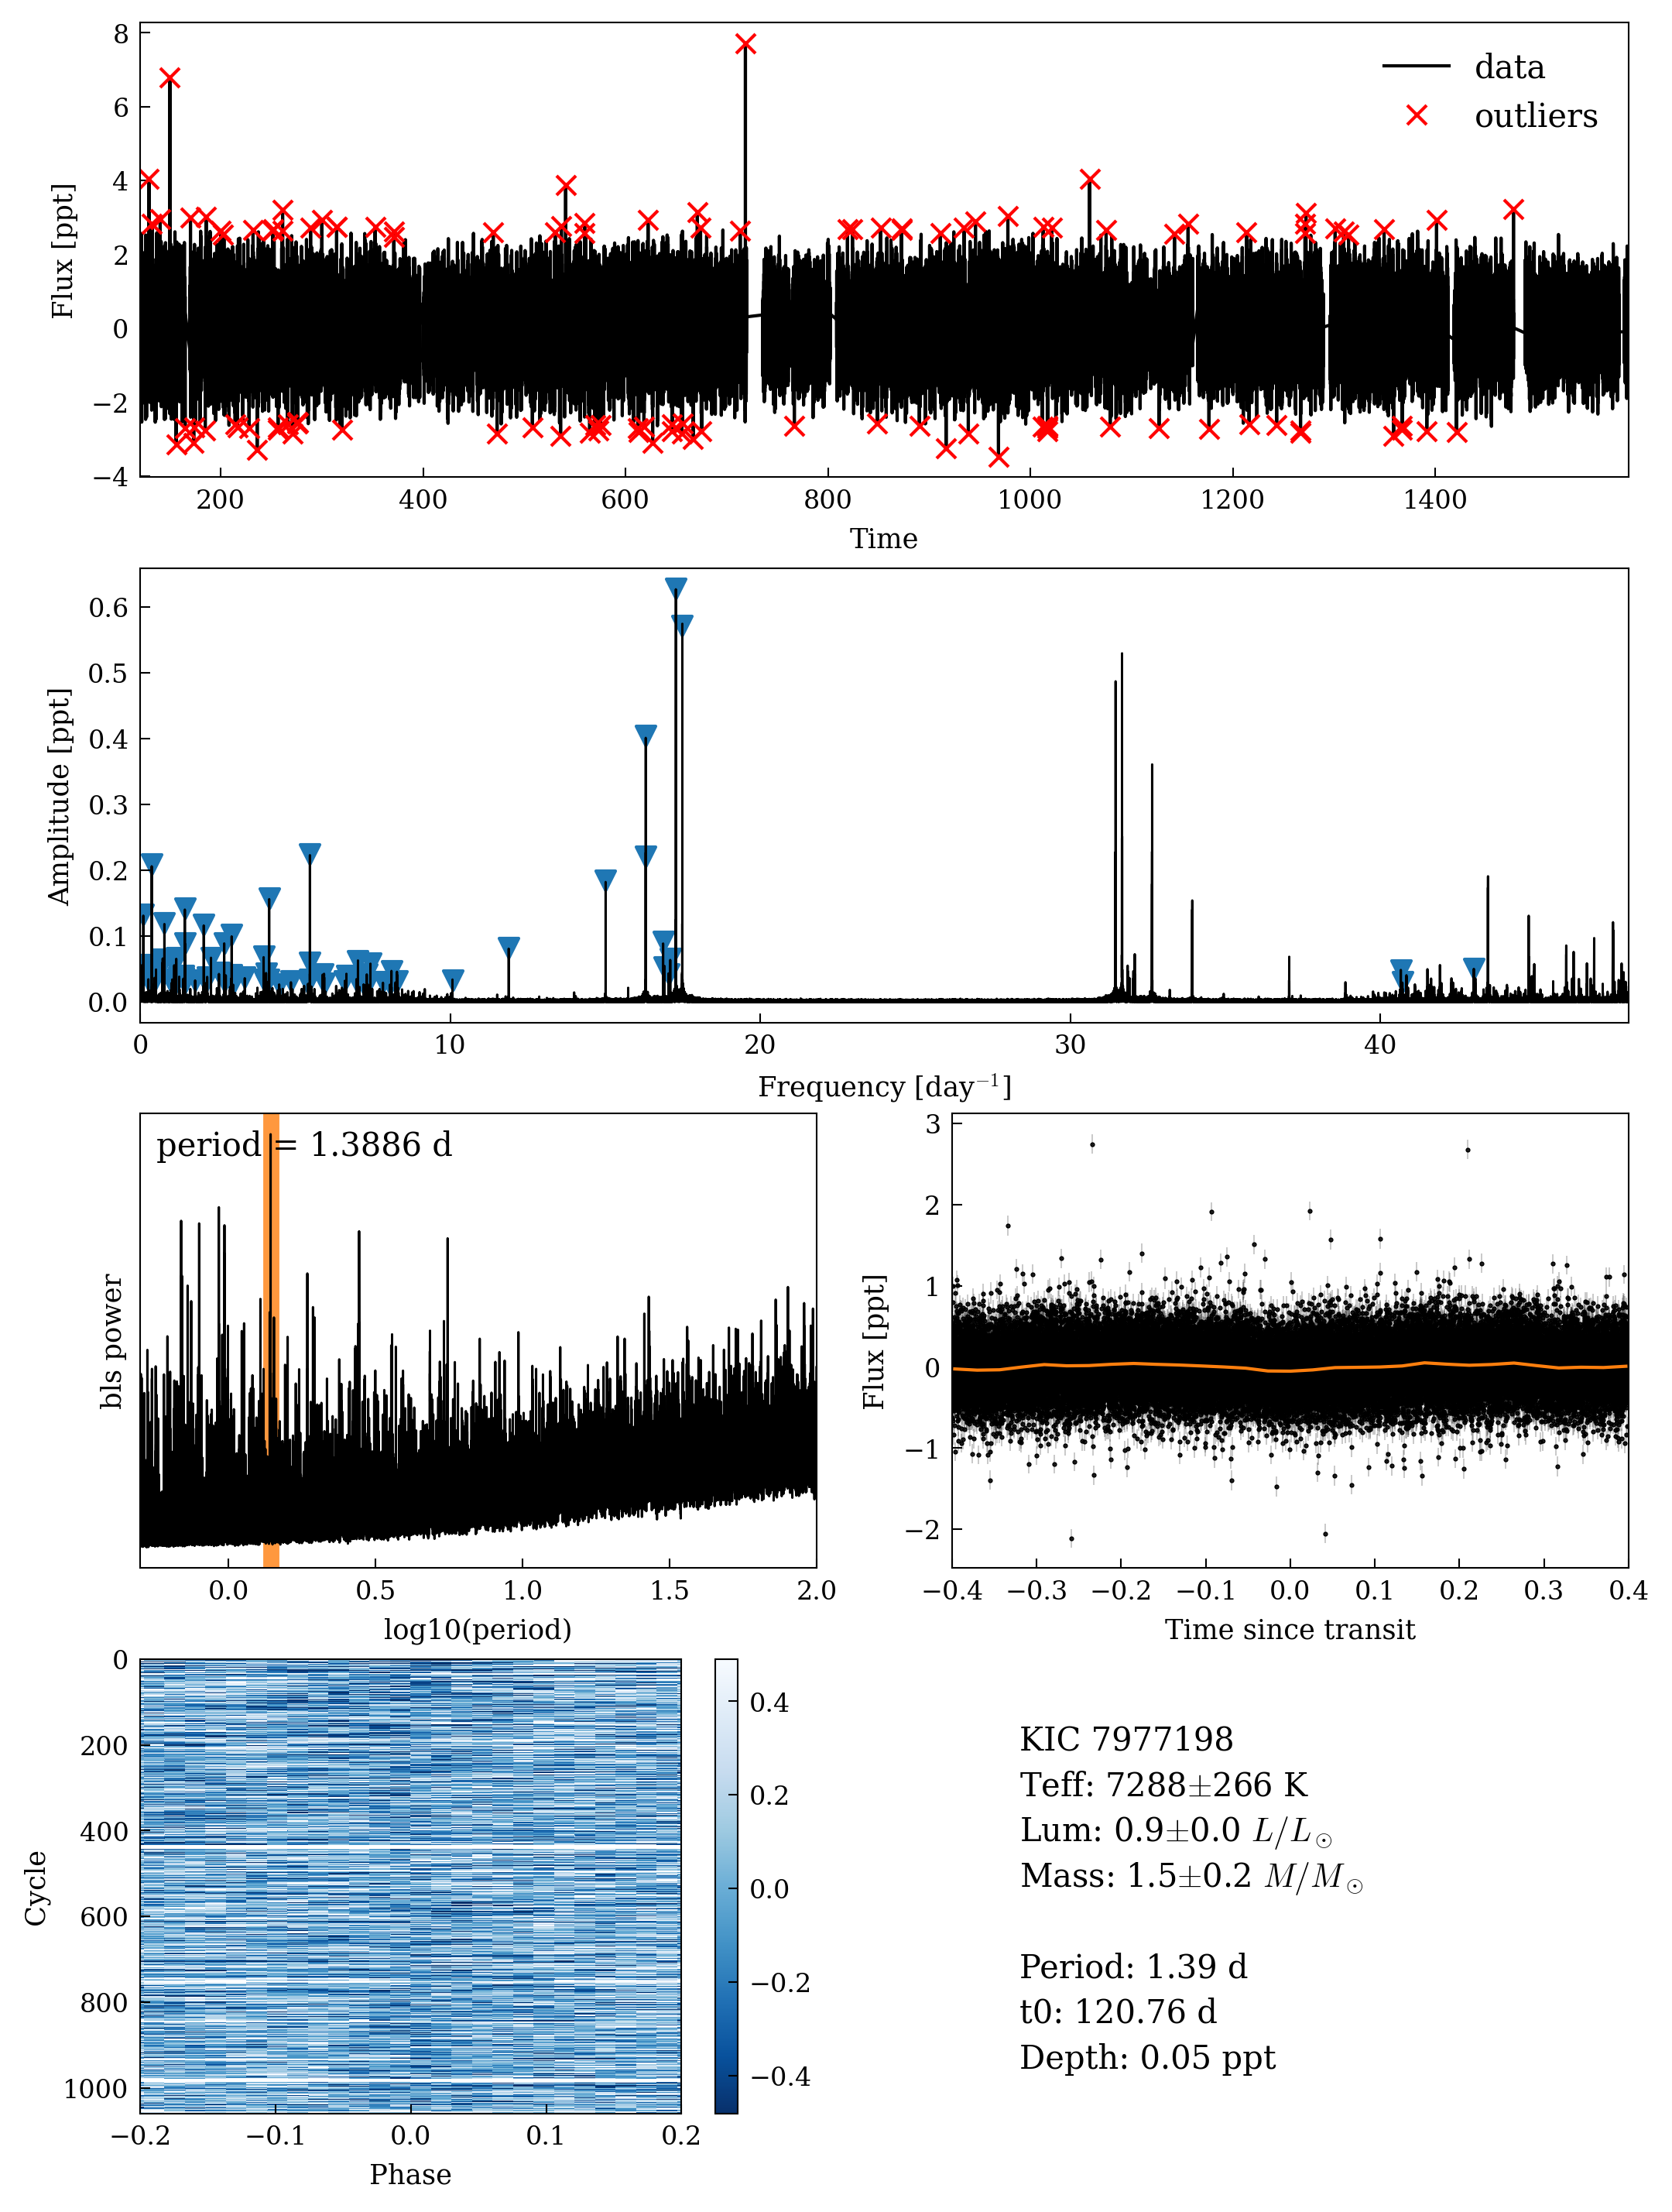 8
6
4
2
0
−2
−4
Flux [ppt]
data
outliers
200 400 600 800 1000 1200 1400
Time
0.6
0.5
0.4
0.3
0.2
0.1
0.0
Amplitude [ppt]
0 10 20 30 40
Frequency [day⁻¹]
period = 1.3886 d
bls power
0.0 0.5 1.0 1.5 2.0
log10(period)
3
2
1
0
−1
−2
Flux [ppt]
−0.4 −0.3 −0.2 −0.1 0.0 0.1 0.2 0.3 0.4
Time since transit
0
200
400
600
800
1000
Cycle
−0.2 −0.1 0.0 0.1 0.2
Phase
0.4
0.2
0.0
−0.2
−0.4
KIC 7977198
Teff: 7288±266 K
Lum: 0.9±0.0 L/L☉
Mass: 1.5±0.2 M/M☉
Period: 1.39 d
t0: 120.76 d
Depth: 0.05 ppt